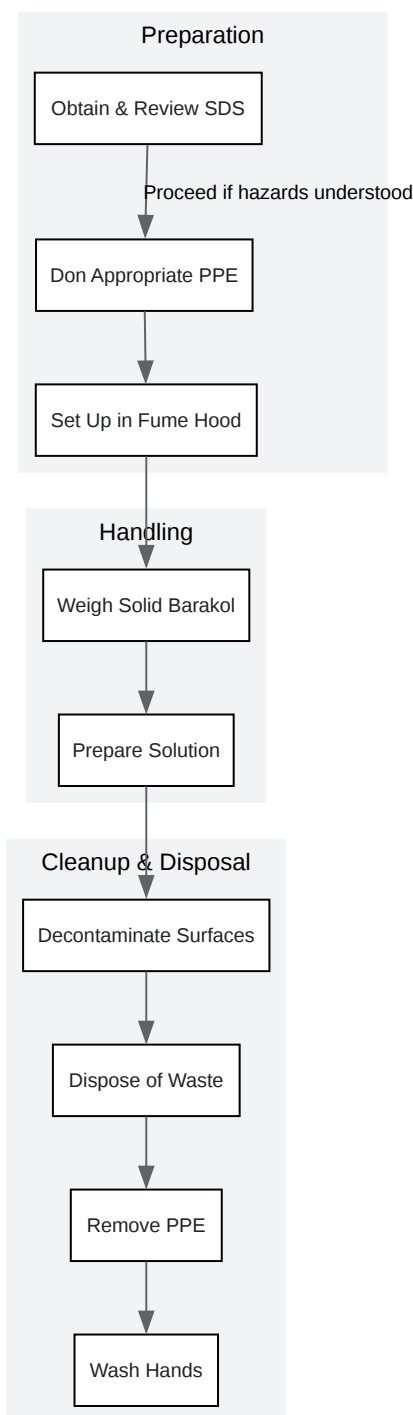 Preparation
Obtain & Review SDS
Proceed if hazards understood
Don Appropriate PPE
Set Up in Fume Hood
Handling
Weigh Solid Barakol
Prepare Solution
Cleanup & Disposal
Decontaminate Surfaces
Dispose of Waste
Remove PPE
Wash Hands